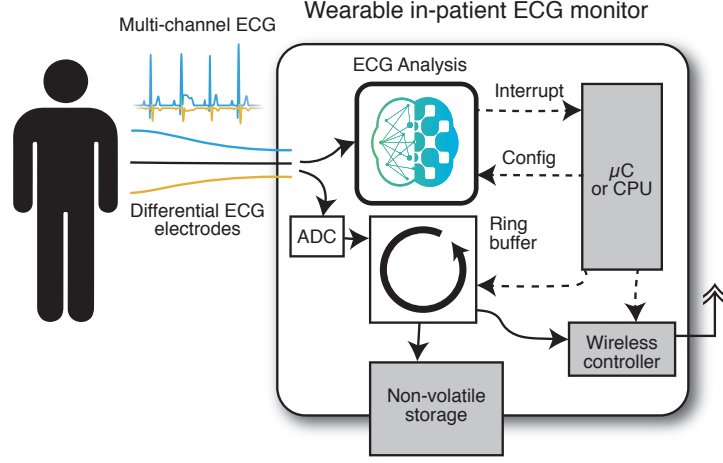 Wearable in-patient ECG monitor
Multi-channel ECG
ECG Analysis
Interrupt
Config
µC
or CPU
Differential ECG
electrodes
ADC
Ring
buffer
Wireless
controller
Non-volatile
storage